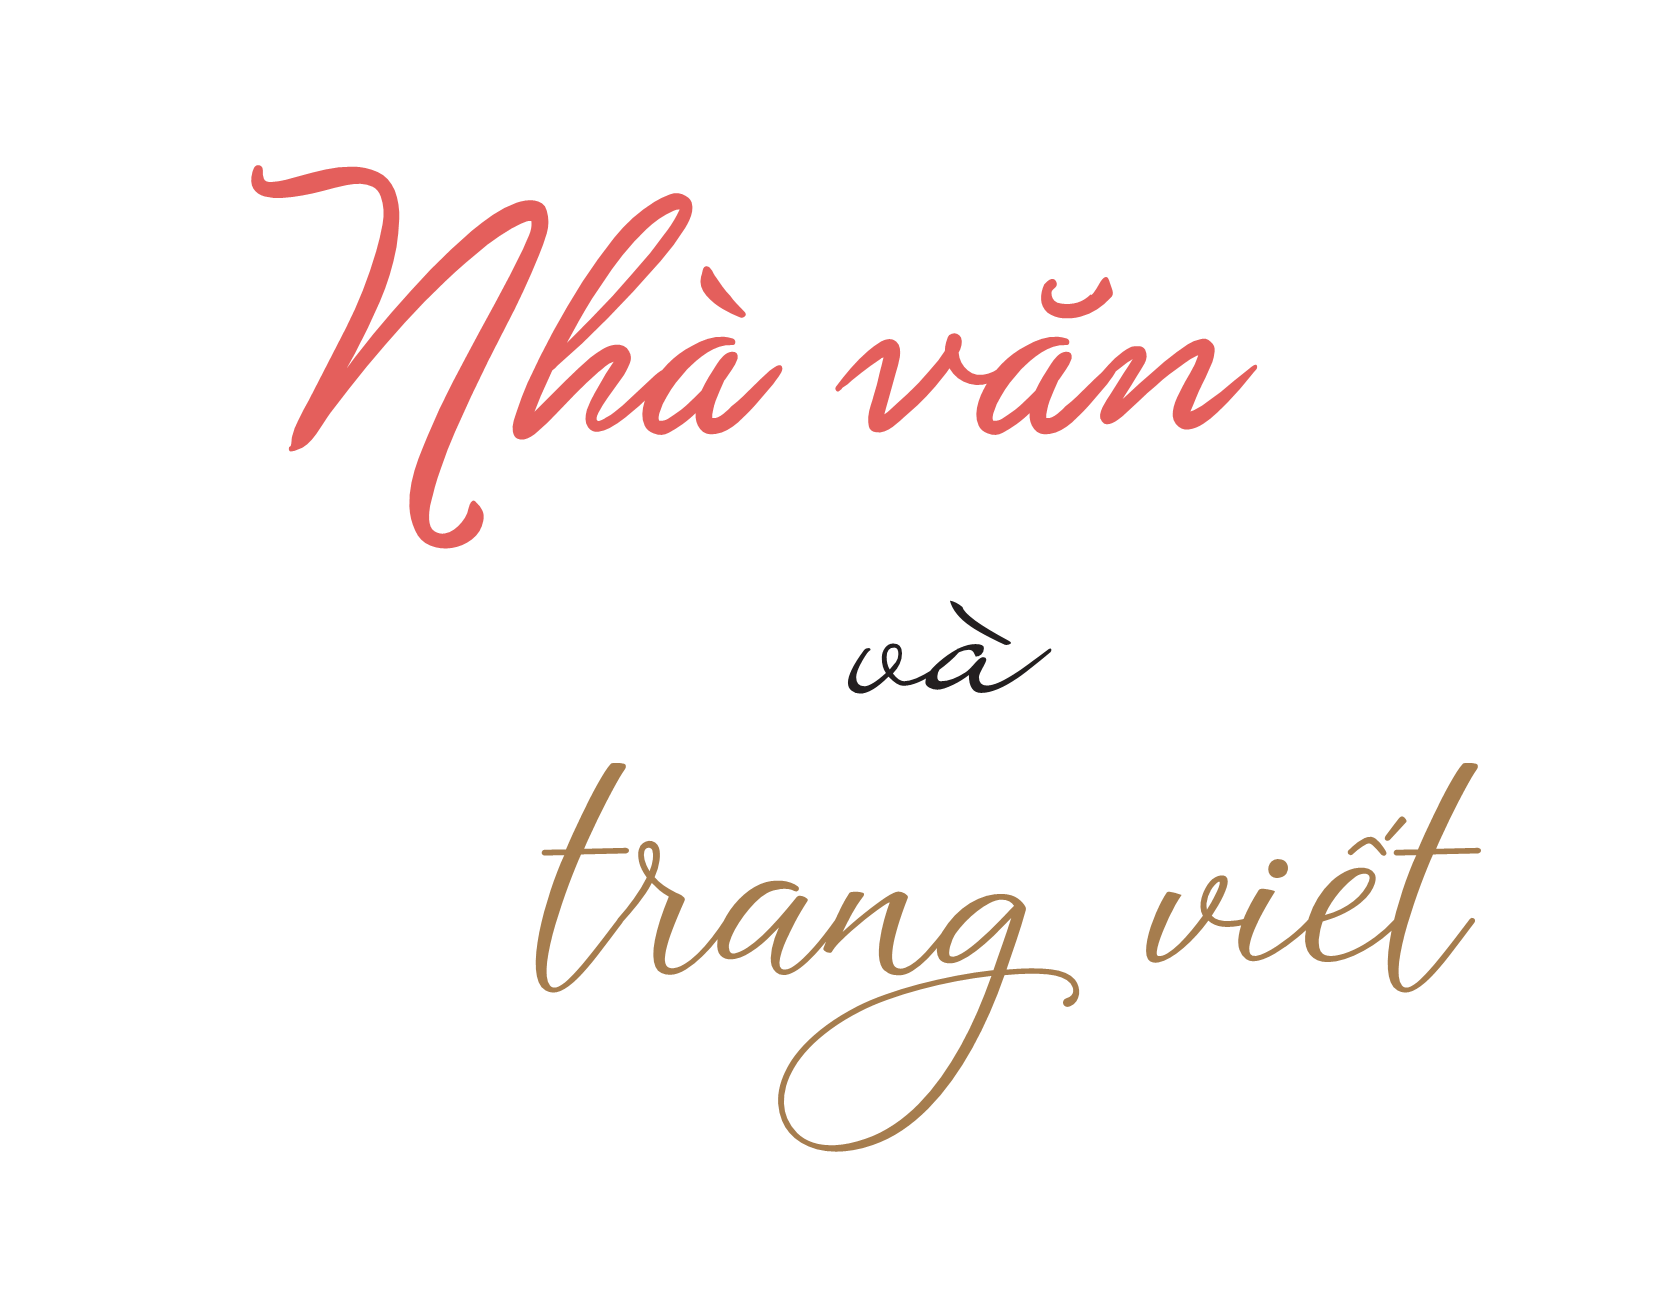 Nhà văn
và
trang viết